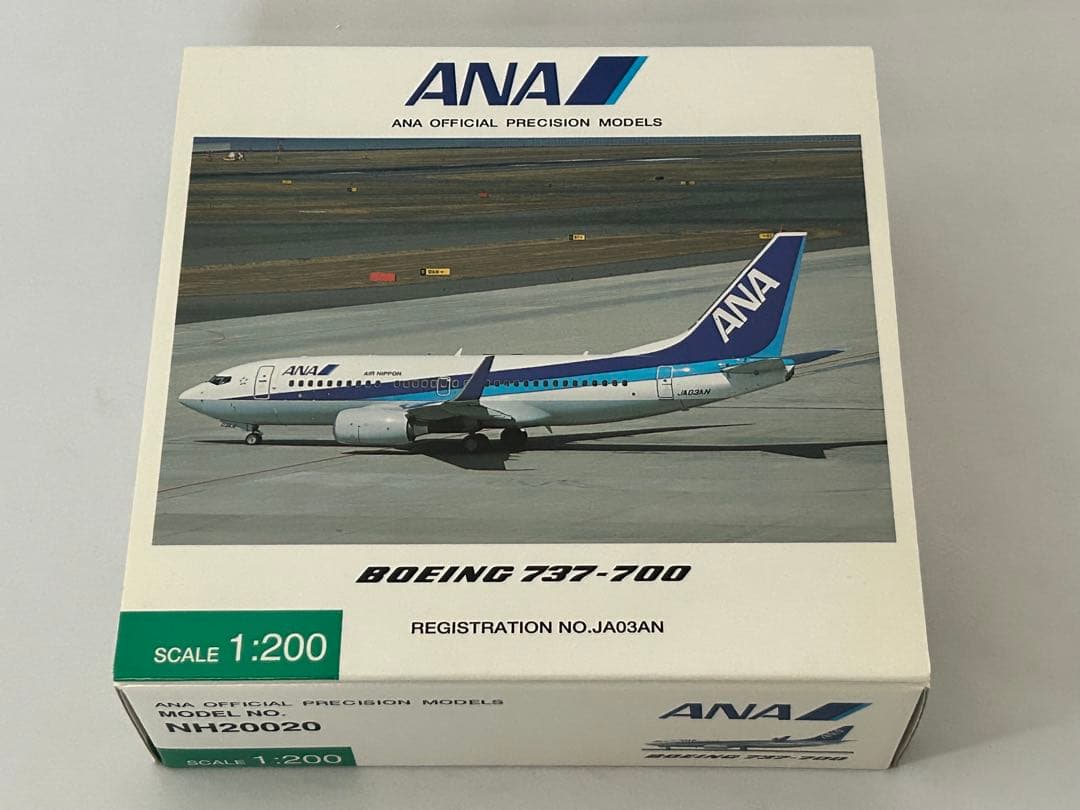 ANA
ANA OFFICIAL PRECISION MODELS
ANA
ANA AIR NIPPON
JA03AN
BOEING 737-700
REGISTRATION NO.JA03AN
SCALE 1:200
ANA OFFICIAL PRECISION MODELS
MODEL NO.
NH20020
SCALE 1:200
ANA
BOEING 737-700